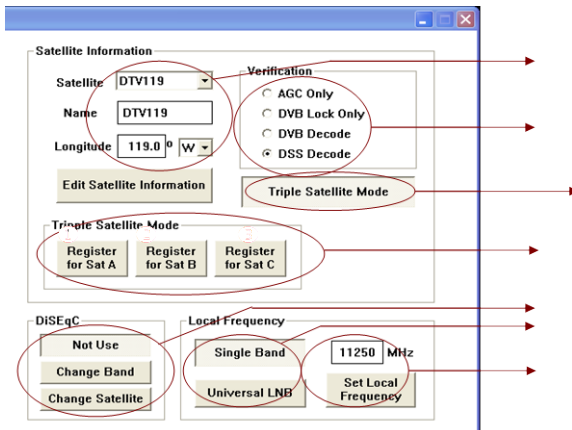 Satellite Information
Satellite DTV119
Name DTV119
Longitude 119.0 º W
Edit Satellite Information
Verification
AGC Only
DVB Lock Only
DVB Decode
DSS Decode
Triple Satellite Mode
Triple Satellite Mode
Register for Sat A
Register for Sat B
Register for Sat C
DiSEqC
Not Use
Change Band
Change Satellite
Local Frequency
Single Band
Universal LNB
11250 MHz
Set Local
Frequency